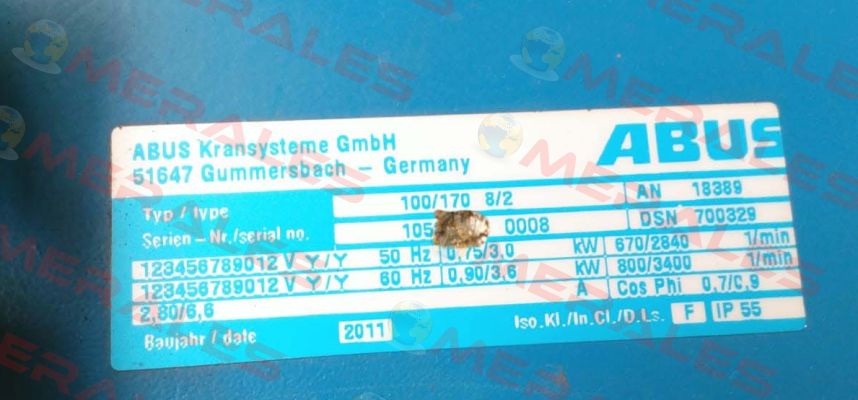 OMERALES
ABUS Kransysteme GmbH
51647 Gummersbach – Germany
ABUS
Typ / type 100/170 8/2 AN 18389
Serien – Nr./serial no. 105 0008 DSN 700329
123456789012 V Y/Y 50 Hz 0,75/3,0 kW 670/2840 1/min
123456789012 V Y/Y 60 Hz 0,90/3,6 kW 800/3400 1/min
2,80/6,6 A Cos Phi 0,7/0,9
Baujahr / date 2011 Iso.Kl./In.Cl./D.Ls. F IP 55